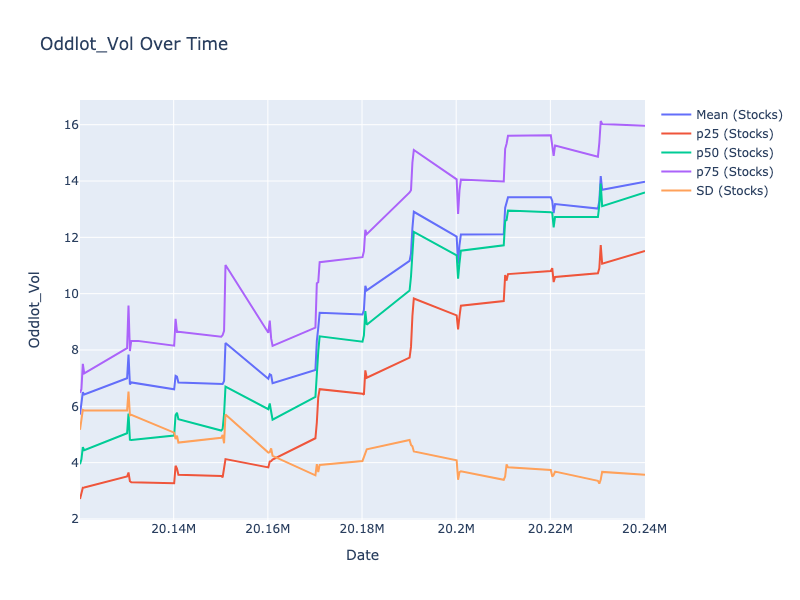 Oddlot_Vol Over Time
Mean (Stocks)
p25 (Stocks)
p50 (Stocks)
p75 (Stocks)
SD (Stocks)
Oddlot_Vol
16
14
12
10
8
6
4
2
20.14M
20.16M
20.18M
20.2M
20.22M
20.24M
Date